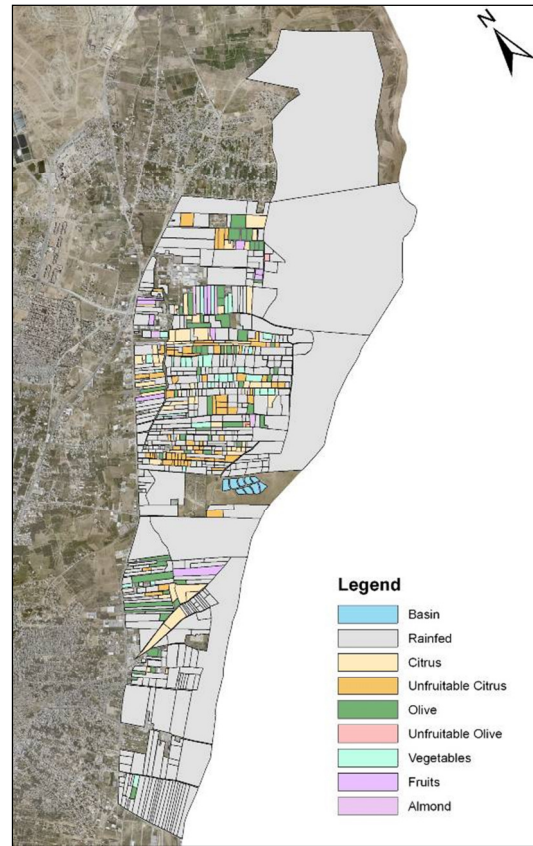 N
Legend
Basin
Rainfed
Citrus
Unfruitable Citrus
Olive
Unfruitable Olive
Vegetables
Fruits
Almond